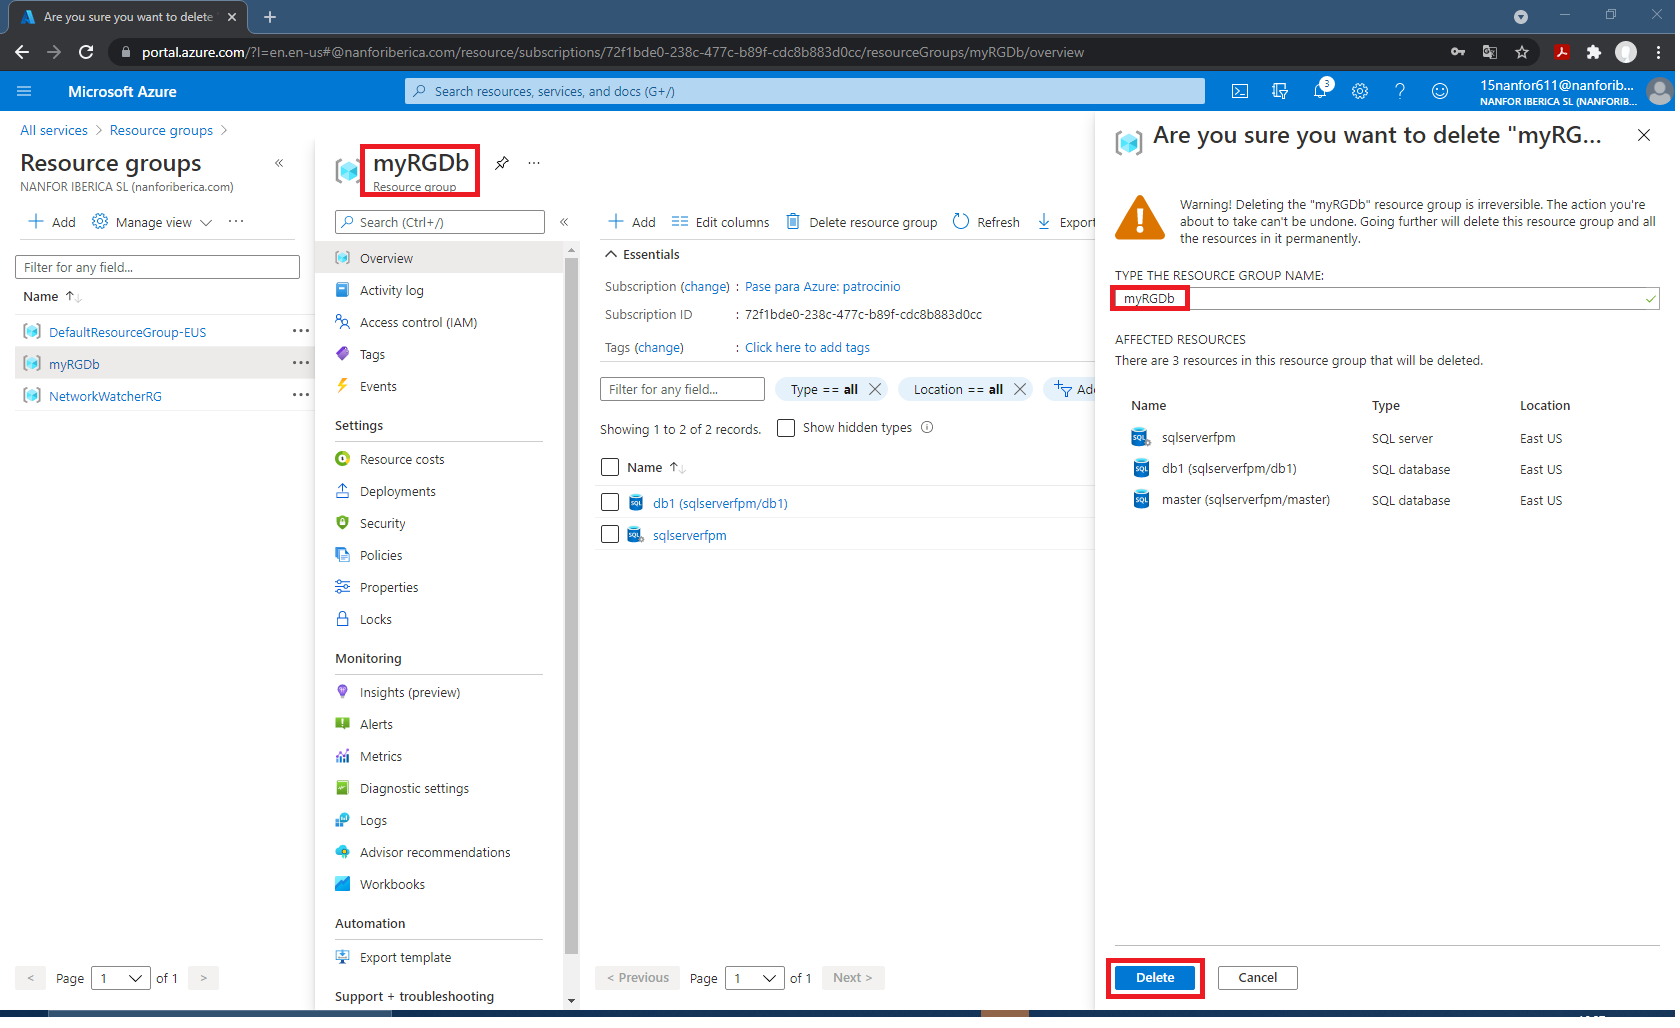 Are you sure you want to delete
portal.azure.com/?l=en.en-us#@nanforiberica.com/resource/subscriptions/72f1bde0-238c-477c-b89f-cdc8b883d0cc/resourceGroups/myRGDb/overview
Microsoft Azure
Search resources, services, and docs (G+/)
3
15nanfor611@nanforib...
NANFOR IBERICA SL (NANFORIB...
All services > Resource groups >
Resource groups
NANFOR IBERICA SL (nanforiberica.com)
Add Manage view ...
Filter for any field...
Name
DefaultResourceGroup-EUS
myRGDb
NetworkWatcherRG
< Page 1 of 1 >
myRGDb
Resource group
Search (Ctrl+/)
Overview
Activity log
Access control (IAM)
Tags
Events
Settings
Resource costs
Deployments
Security
Policies
Properties
Locks
Monitoring
Insights (preview)
Alerts
Metrics
Diagnostic settings
Logs
Advisor recommendations
Workbooks
Automation
Export template
Support + troubleshooting
Add Edit columns Delete resource group Refresh Export
Essentials
Subscription (change) : Pase para Azure: patrocinio
Subscription ID : 72f1bde0-238c-477c-b89f-cdc8b883d0cc
Tags (change) : Click here to add tags
Filter for any field... Type == all Location == all Ad
Showing 1 to 2 of 2 records. Show hidden types
Name
db1 (sqlserverfpm/db1)
sqlserverfpm
< Previous Page 1 of 1 Next >
Are you sure you want to delete "myRG...
Warning! Deleting the "myRGDb" resource group is irreversible. The action you're
about to take can't be undone. Going further will delete this resource group and all
the resources in it permanently.
TYPE THE RESOURCE GROUP NAME:
myRGDb
AFFECTED RESOURCES
There are 3 resources in this resource group that will be deleted.
Name Type Location
sqlserverfpm SQL server East US
db1 (sqlserverfpm/db1) SQL database East US
master (sqlserverfpm/master) SQL database East US
Delete Cancel